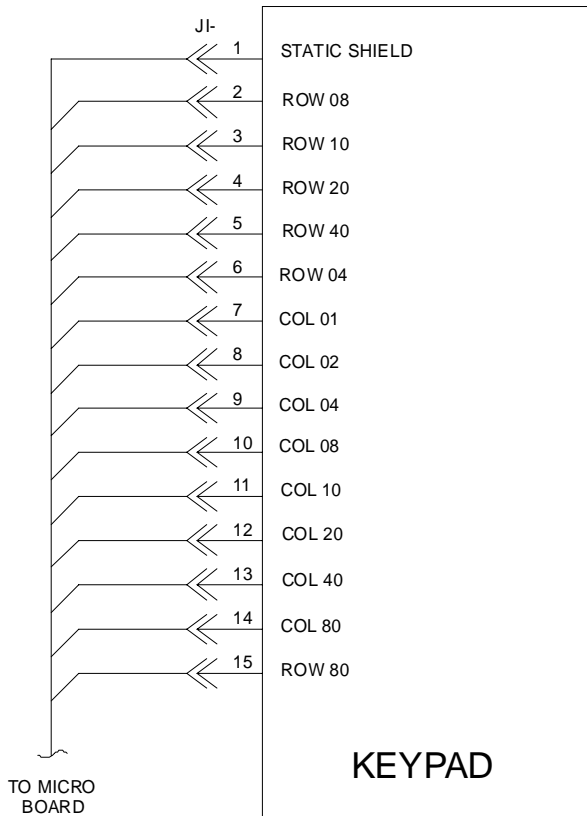 JI-
1 STATIC SHIELD
2 ROW 08
3 ROW 10
4 ROW 20
5 ROW 40
6 ROW 04
7 COL 01
8 COL 02
9 COL 04
10 COL 08
11 COL 10
12 COL 20
13 COL 40
14 COL 80
15 ROW 80
KEYPAD
TO MICRO
BOARD